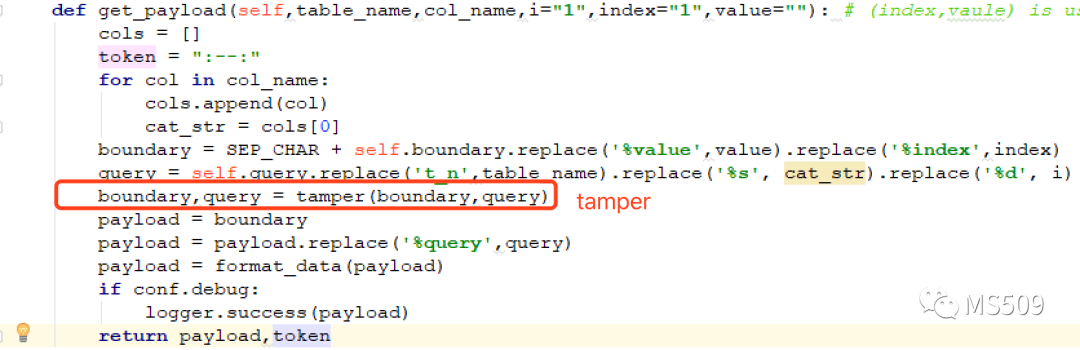 def get_payload(self,table_name,col_name,i="1",index="1",value=""): # (index,vaule) is us
cols = []
token = ":--:"
for col in col_name:
cols.append(col)
cat_str = cols[0]
boundary = SEP_CHAR + self.boundary.replace('%value',value).replace('%index',index)
query = self.query.replace('t_n',table_name).replace('%s', cat_str).replace('%d', i)
boundary,query = tamper(boundary,query) tamper
payload = boundary
payload = payload.replace('%query',query)
payload = format_data(payload)
if conf.debug:
logger.success(payload)
return payload,token
MS509